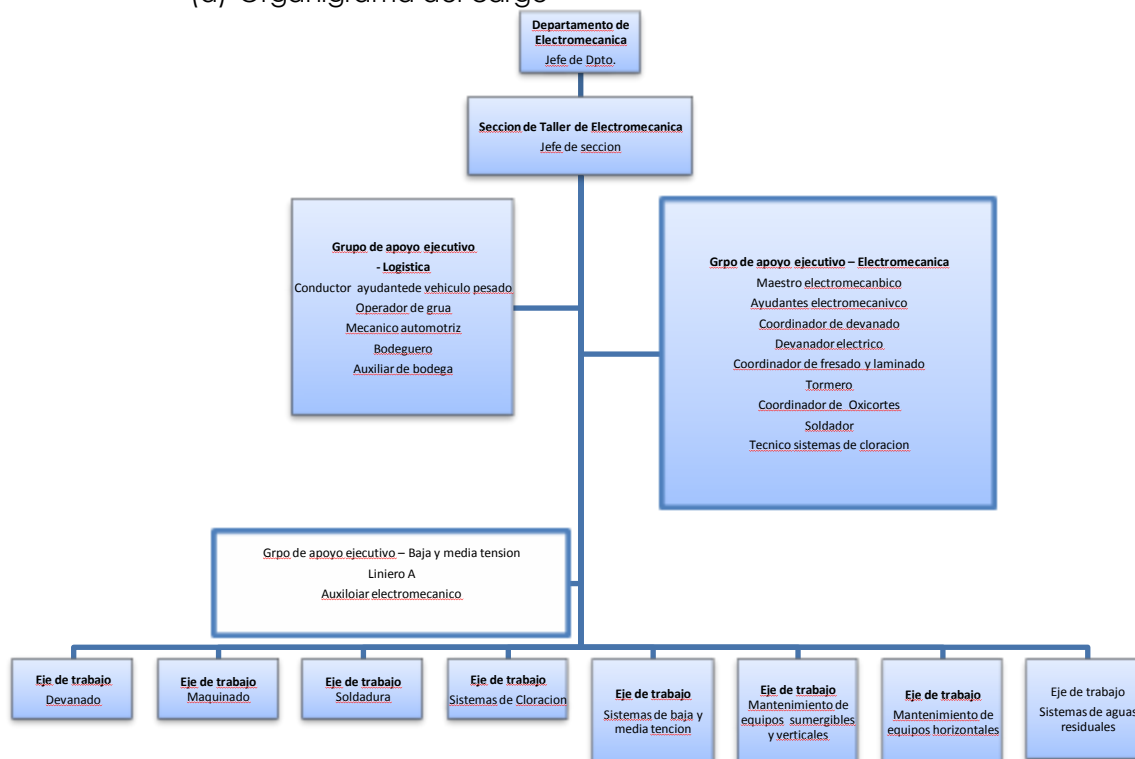 (a) Organigrama del cargo
Departamento de
Electromecanica
Jefe de Dpto.
Seccion de Taller de Electromecanica
Jefe de seccion
Grupo de apoyo ejecutivo
- Logistica
Conductor ayudantede vehiculo pesado
Operador de grua
Mecanico automotriz
Bodeguero
Auxiliar de bodega
Grpo de apoyo ejecutivo – Electromecanica
Maestro electromecanbico
Ayudantes electromecanivco
Coordinador de devanado
Devanador electrico
Coordinador de fresado y laminado
Tormero
Coordinador de Oxicortes
Soldador
Tecnico sistemas de cloracion
Grpo de apoyo ejecutivo – Baja y media tension
Liniero A
Auxiloiar electromecanico
Eje de trabajo
Devanado
Eje de trabajo
Maquinado
Eje de trabajo
Soldadura
Eje de trabajo
Sistemas de Cloracion
Eje de trabajo
Sistemas de baja y
media tencion
Eje de trabajo
Mantenimiento de
equipos sumergibles
y verticales
Eje de trabajo
Mantenimiento de
equipos horizontales
Eje de trabajo
Sistemas de aguas
residuales